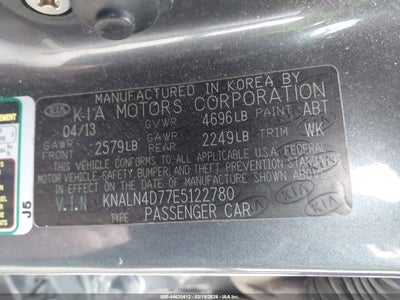 MANUFACTURED IN KOREA BY
KIA MOTORS CORPORATION
04/13 GVWR 4696LB PAINT ABT
GAWR FRONT 2579LB GAWR 2249LB TRIM WK
THIS VEHICLE CONFORMS TO ALL APPLICABLE U.S.A FEDERAL
MOTOR VEHICLE SAFETY, BUMPER, AND THEFT PREVENTION STANDARDS
IN EFFECT ON THE DATE OF MANUFACTURE SHOWN ABOVE.
V.I.N KNALN4D77E5122780
TYPE PASSENGER CAR
J5
KIA